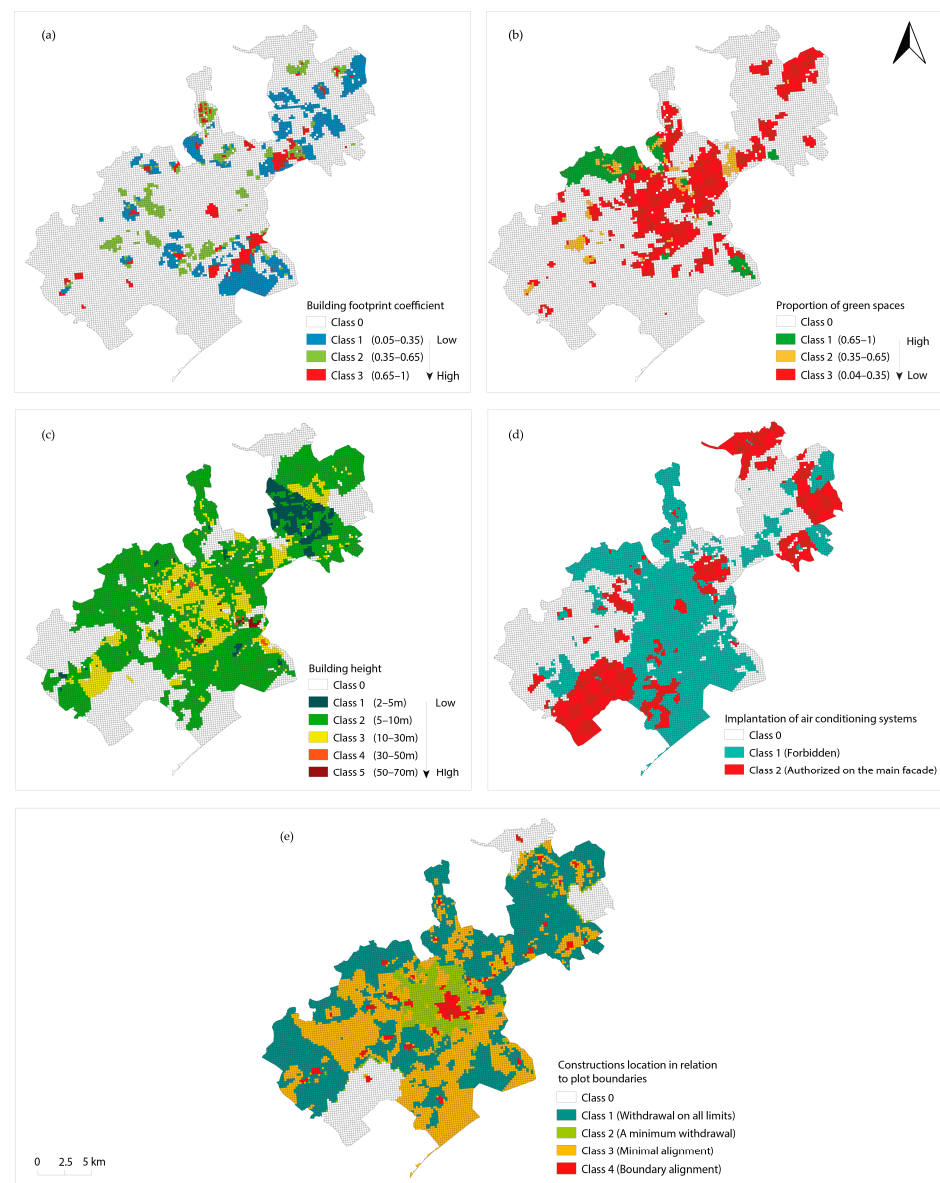 (a)
Building footprint coefficient
Class 0
Class 1 (0.05–0.35) Low
Class 2 (0.35–0.65)
Class 3 (0.65–1) High
(b)
Proportion of green spaces
Class 0
Class 1 (0.65–1) High
Class 2 (0.35–0.65)
Class 3 (0.04–0.35) Low
(c)
Building height
Class 0
Class 1 (2–5m) Low
Class 2 (5–10m)
Class 3 (10–30m)
Class 4 (30–50m)
Class 5 (50–70m) HIgh
(d)
Implantation of air conditioning systems
Class 0
Class 1 (Forbidden)
Class 2 (Authorized on the main facade)
(e)
Constructions location in relation
to plot boundaries
Class 0
Class 1 (Withdrawal on all limits)
Class 2 (A minimum withdrawal)
Class 3 (Minimal alignment)
Class 4 (Boundary alignment)
0 2.5 5 km